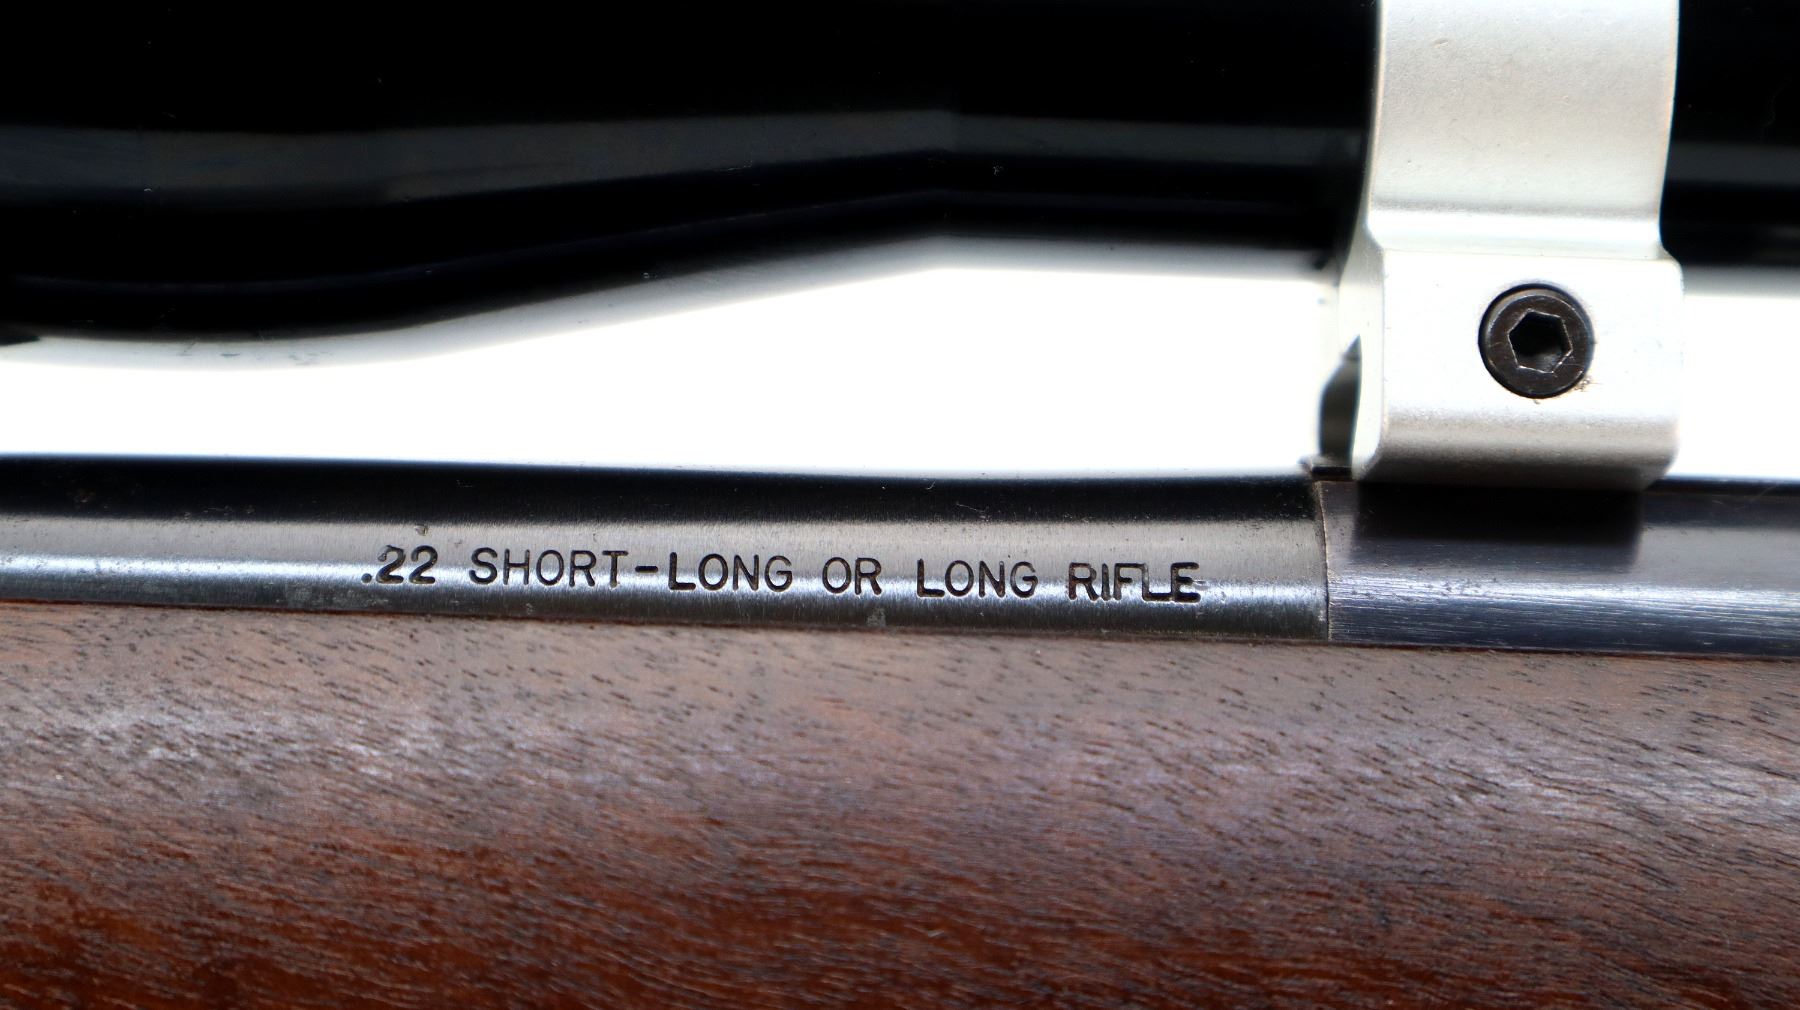 .22 SHORT-LONG OR LONG RIFLE